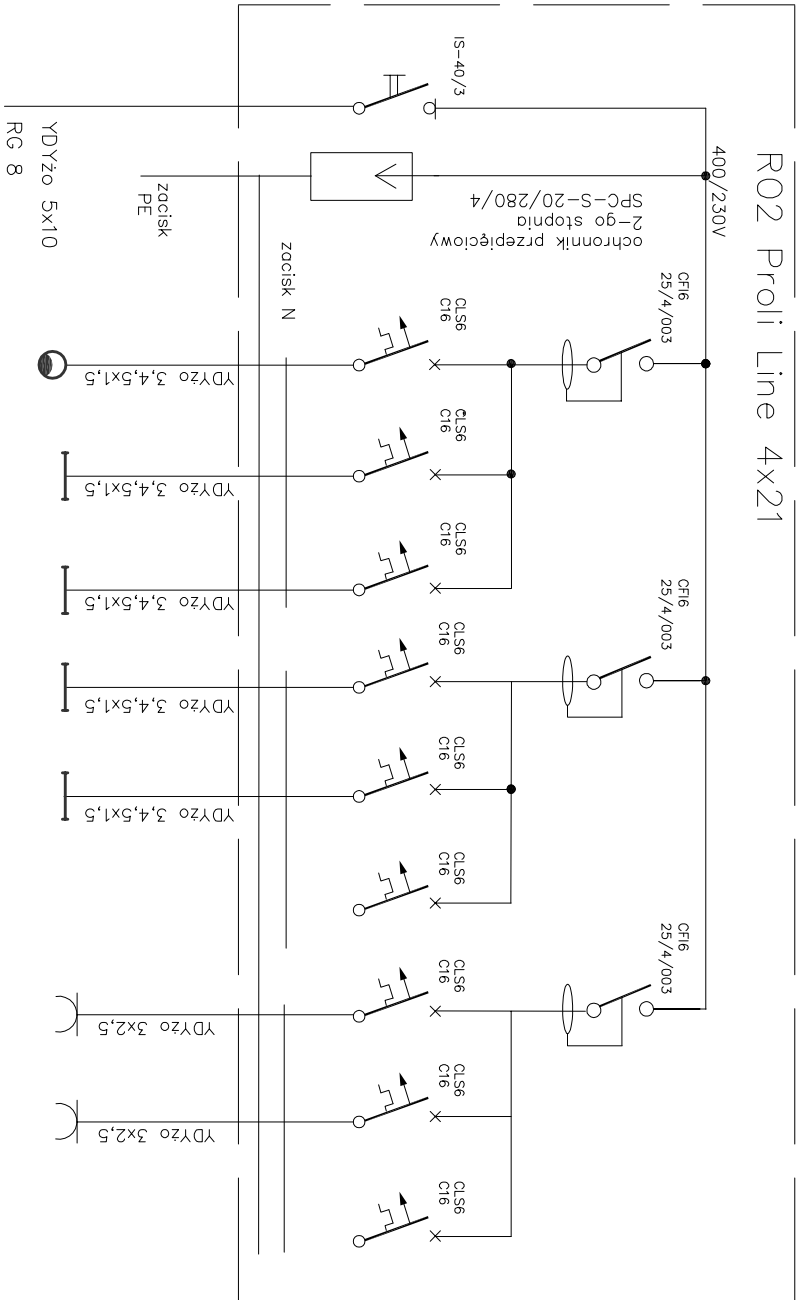 RO2 Proli Line 4x21
400/230V
IS-40/3
ochronnik przepięciowy
2-go stopnia
SPC-S-20/280/4
YDYżo 5x10
RG 8
zacisk
PE
zacisk N
CFI6
25/4/003
CFI6
25/4/003
CFI6
25/4/003
CLS6
C16
CLS6
C16
CLS6
C16
CLS6
C16
CLS6
C16
CLS6
C16
CLS6
C16
CLS6
C16
CLS6
C16
YDYżo 3,4,5x1,5
YDYżo 3,4,5x1,5
YDYżo 3,4,5x1,5
YDYżo 3,4,5x1,5
YDYżo 3,4,5x1,5
YDYżo 3x2,5
YDYżo 3x2,5